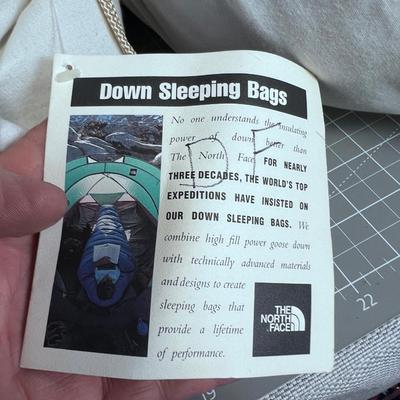 Down Sleeping Bags
No one understands the insulating
power of down better than
The North Face. FOR NEARLY
THREE DECADES, THE WORLD'S TOP
EXPEDITIONS HAVE INSISTED ON
OUR DOWN SLEEPING BAGS. We
combine high fill power goose down
with technically advanced materials
and designs to create
sleeping bags that
provide a lifetime
of performance.
THE
NORTH
FACE
D F
22
19